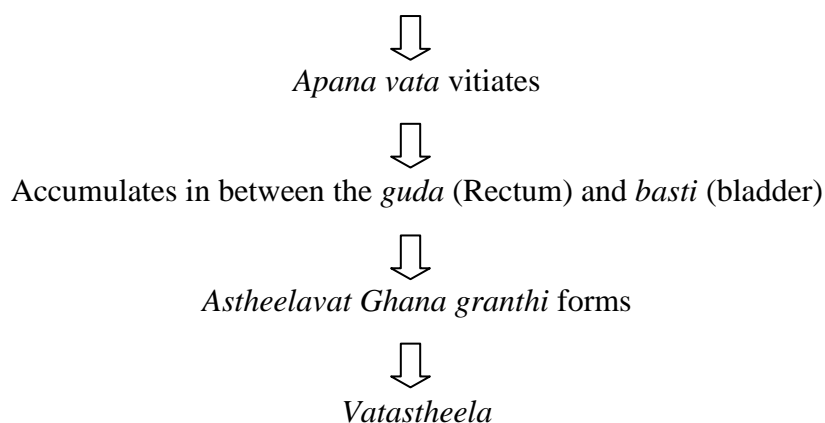 Apana vata vitiates
Accumulates in between the guda (Rectum) and basti (bladder)
Astheelavat Ghana granthi forms
Vatastheela